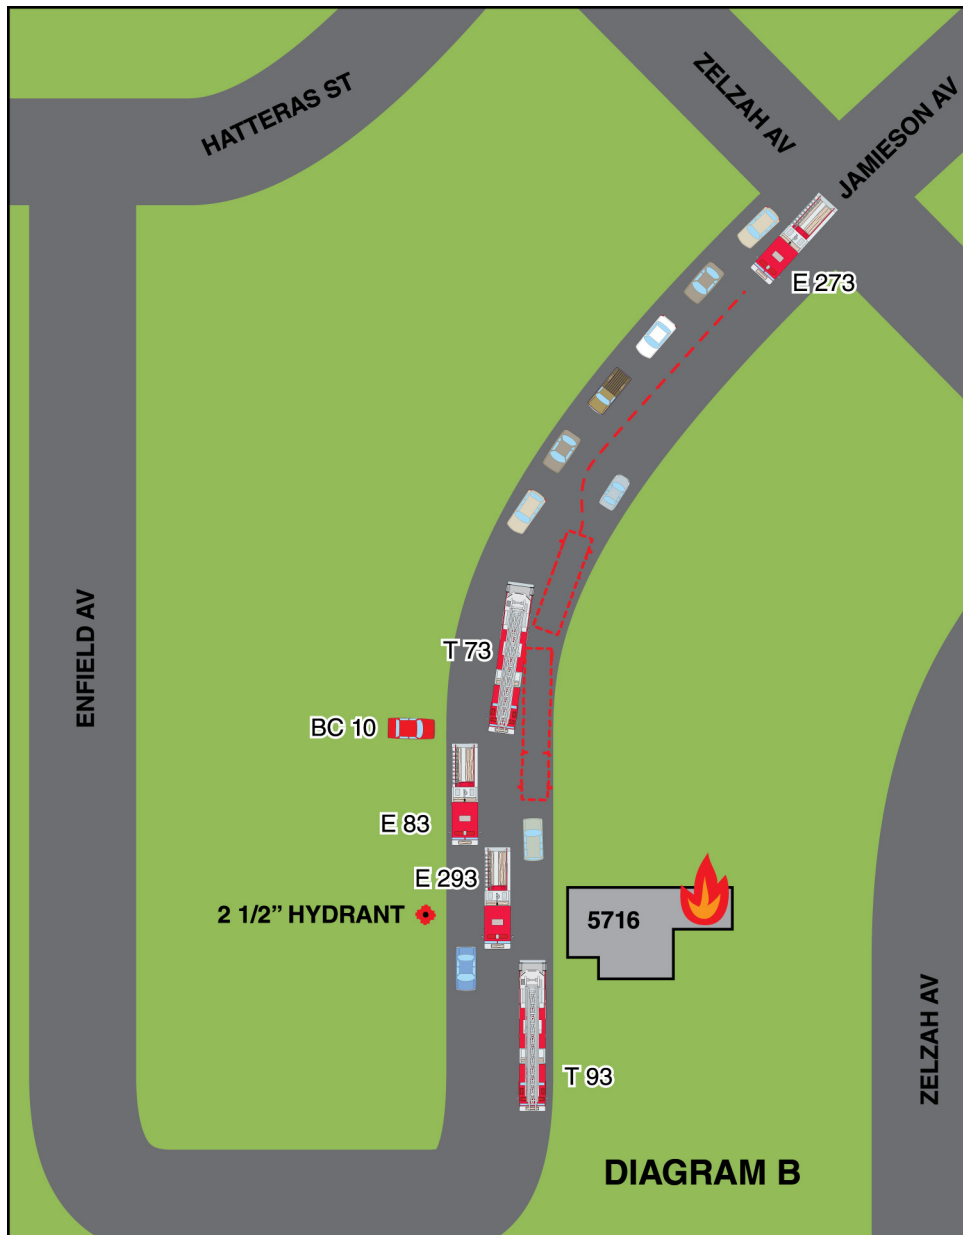 HATTERAS ST
ZELZAH AV
JAMIESON AV
E 273
ENFIELD AV
T 73
BC 10
E 83
E 293
2 1/2” HYDRANT
5716
T 93
ZELZAH AV
DIAGRAM B